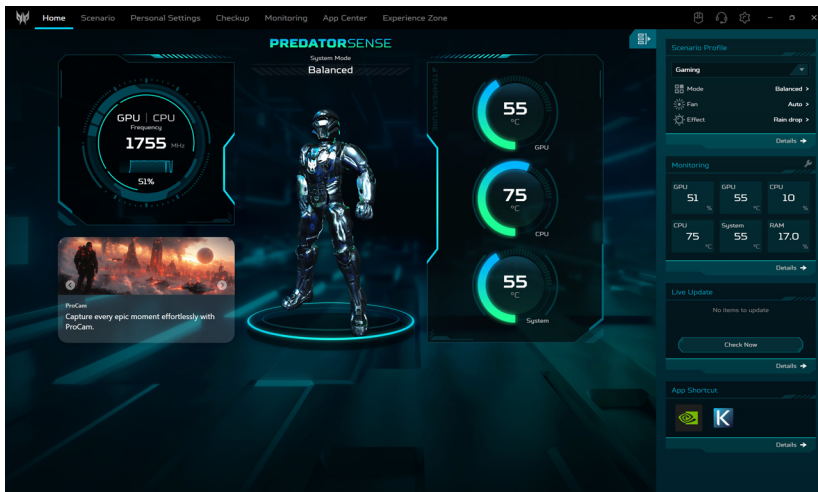 Home Scenario Personal Settings Checkup Monitoring App Center Experience Zone
PREDATORSENSE
System Mode
Balanced
GPU | CPU
Frequency
1755 MHz
51%
ProCam
Capture every epic moment effortlessly with
ProCam.
TEMPERATURE
55
°C
GPU
75
°C
CPU
55
°C
System
Scenario Profile
Gaming
Mode Balanced >
Fan Auto >
Effect Rain drop >
Details →
Monitoring
GPU GPU CPU
51 % 55 °C 10 %
CPU System RAM
75 °C 55 °C 17.0 %
Details →
Live Update
No items to update
Check Now
Details →
App Shortcut
K
Details →